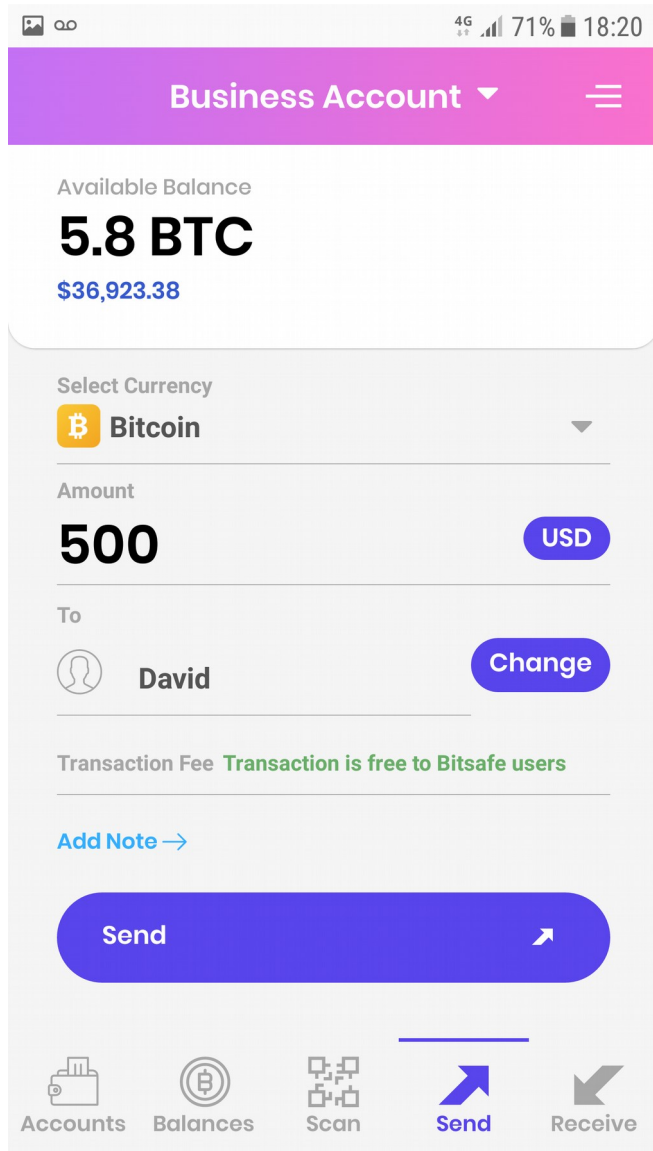 4G 71% 18:20
Business Account
Available Balance
5.8 BTC
$36,923.38
Select Currency
Bitcoin
Amount
500 USD
To
David Change
Transaction Fee Transaction is free to Bitsafe users
Add Note
Send
Accounts Balances Scan Send Receive